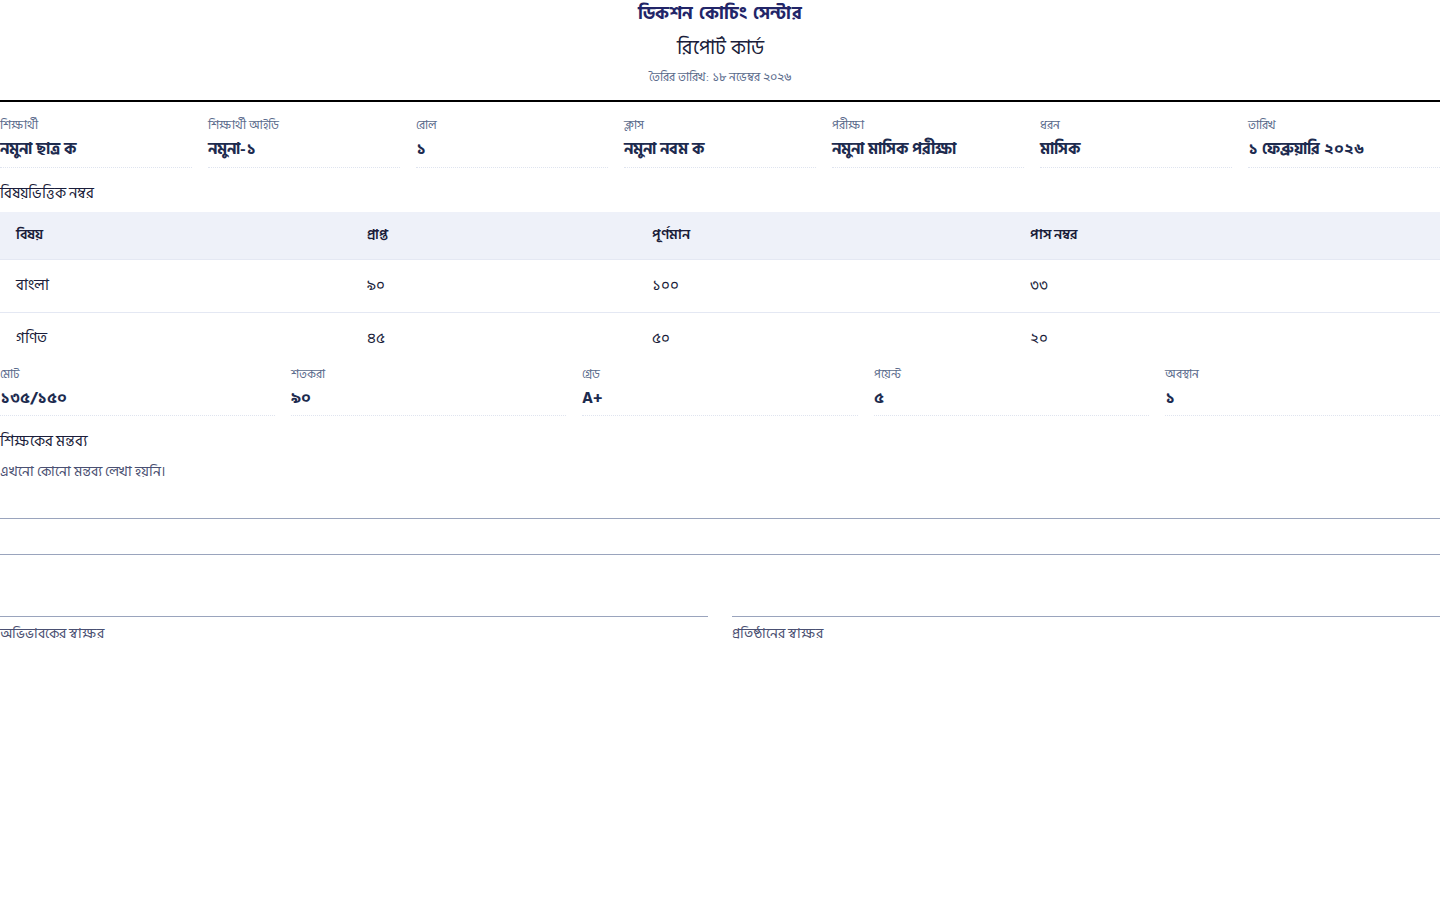 ডিকশন কোচিং সেন্টার
রিপোর্ট কার্ড
তৈরির তারিখ: ১৮ নভেম্বর ২০২৬
শিক্ষার্থী শিক্ষার্থী আইডি রোল ক্লাস পরীক্ষা ধরন তারিখ
নমুনা ছাত্র ক নমুনা-১ ১ নমুনা নবম ক নমুনা মাসিক পরীক্ষা মাসিক ১ ফেব্রুয়ারি ২০২৬
বিষয়ভিত্তিক নম্বর
বিষয় প্রাপ্ত পূর্ণমান পাস নম্বর
বাংলা ৯০ ১০০ ৩৩
গণিত ৪৫ ৫০ ২০
মোট শতকরা গ্রেড পয়েন্ট অবস্থান
১৩৫/১৫০ ৯০ A+ ৫ ১
শিক্ষকের মন্তব্য
এখনো কোনো মন্তব্য লেখা হয়নি।
অভিভাবকের স্বাক্ষর প্রতিষ্ঠানের স্বাক্ষর